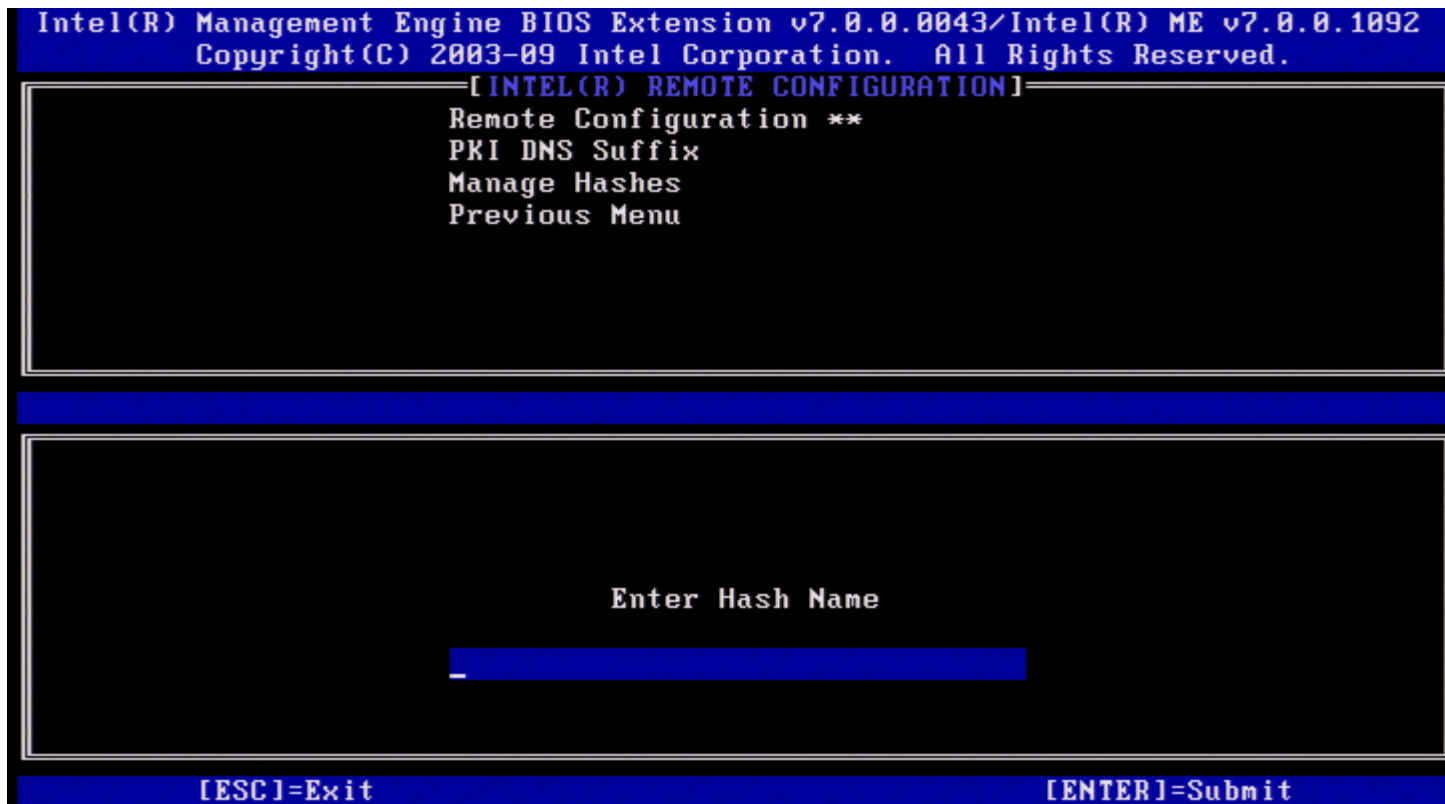 Intel(R) Management Engine BIOS Extension v7.0.0.0043/Intel(R) ME v7.0.0.1092
Copyright(C) 2003-09 Intel Corporation. All Rights Reserved.
[INTEL(R) REMOTE CONFIGURATION]
Remote Configuration **
PKI DNS Suffix
Manage Hashes
Previous Menu
Enter Hash Name
_
[ESC]=Exit [ENTER]=Submit